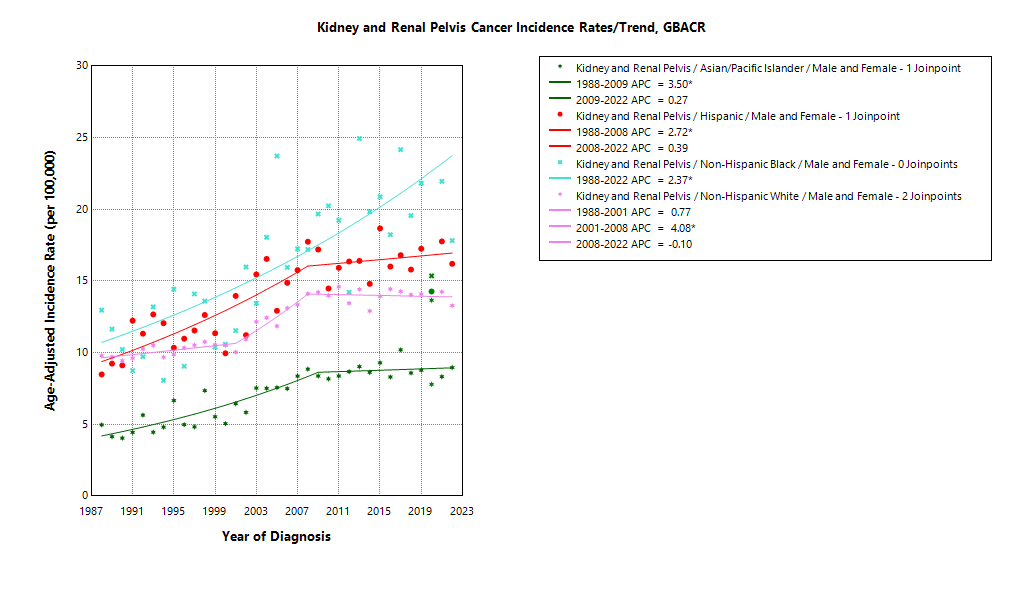 Kidney and Renal Pelvis Cancer Incidence Rates/Trend, GBACR
Age-Adjusted Incidence Rate (per 100,000)
30
25
20
15
10
5
0
1987 1991 1995 1999 2003 2007 2011 2015 2019 2023
Year of Diagnosis
Kidney and Renal Pelvis / Asian/Pacific Islander / Male and Female - 1 Joinpoint
1988-2009 APC = 3.50*
2009-2022 APC = 0.27
Kidney and Renal Pelvis / Hispanic / Male and Female - 1 Joinpoint
1988-2008 APC = 2.72*
2008-2022 APC = 0.39
Kidney and Renal Pelvis / Non-Hispanic Black / Male and Female - 0 Joinpoints
1988-2022 APC = 2.37*
Kidney and Renal Pelvis / Non-Hispanic White / Male and Female - 2 Joinpoints
1988-2001 APC = 0.77
2001-2008 APC = 4.08*
2008-2022 APC = -0.10